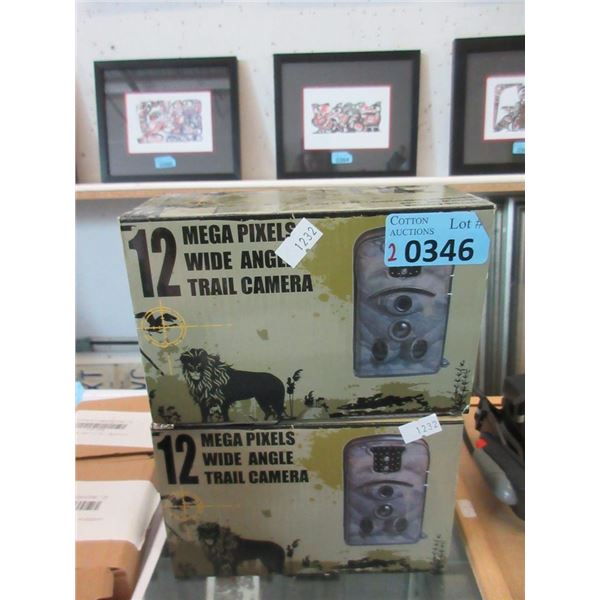 COTTON
AUCTIONS
Lot #
2 0346
12
MEGA PIXELS
WIDE ANGLE
TRAIL CAMERA
1232
12
MEGA PIXELS
WIDE ANGLE
TRAIL CAMERA
1232